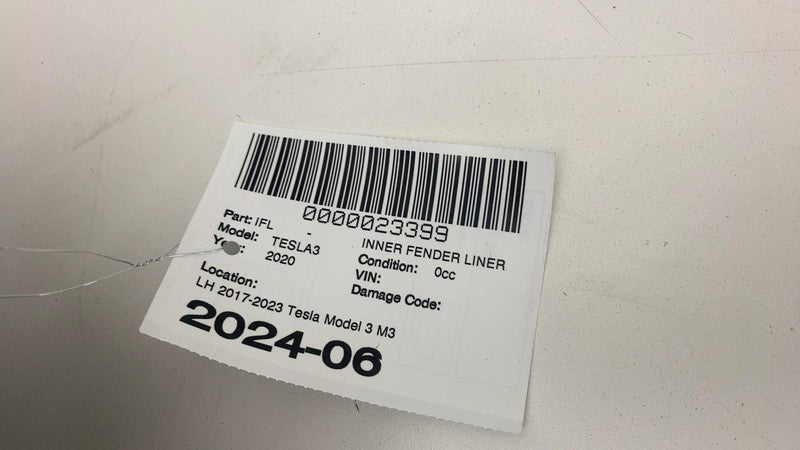 0000023399
Part: IFL - INNER FENDER LINER
Model: TESLA3 Condition: 0cc
Year: 2020 VIN:
Damage Code:
Location:
LH 2017-2023 Tesla Model 3 M3
2024-06